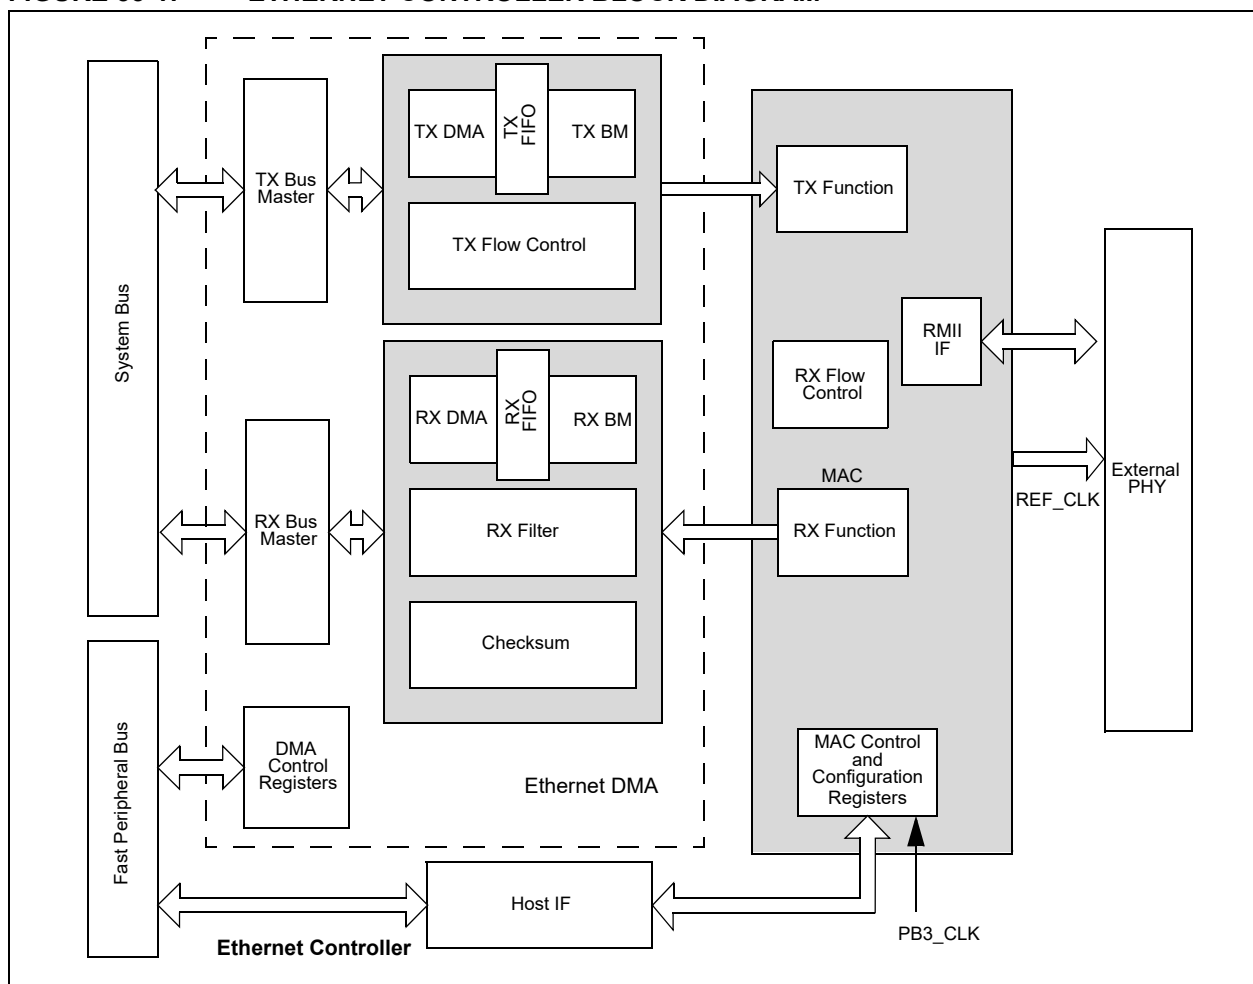 TX DMA
TX
FIFO
TX BM
TX Bus
Master
TX Function
TX Flow Control
System Bus
RMII
IF
RX Flow
Control
RX DMA
RX
FIFO
RX BM
MAC
External
PHY
REF_CLK
RX Bus
Master
RX Filter
RX Function
Checksum
DMA
Control
Registers
MAC Control
and
Configuration
Registers
Ethernet DMA
Fast Peripheral Bus
Host IF
PB3_CLK
Ethernet Controller